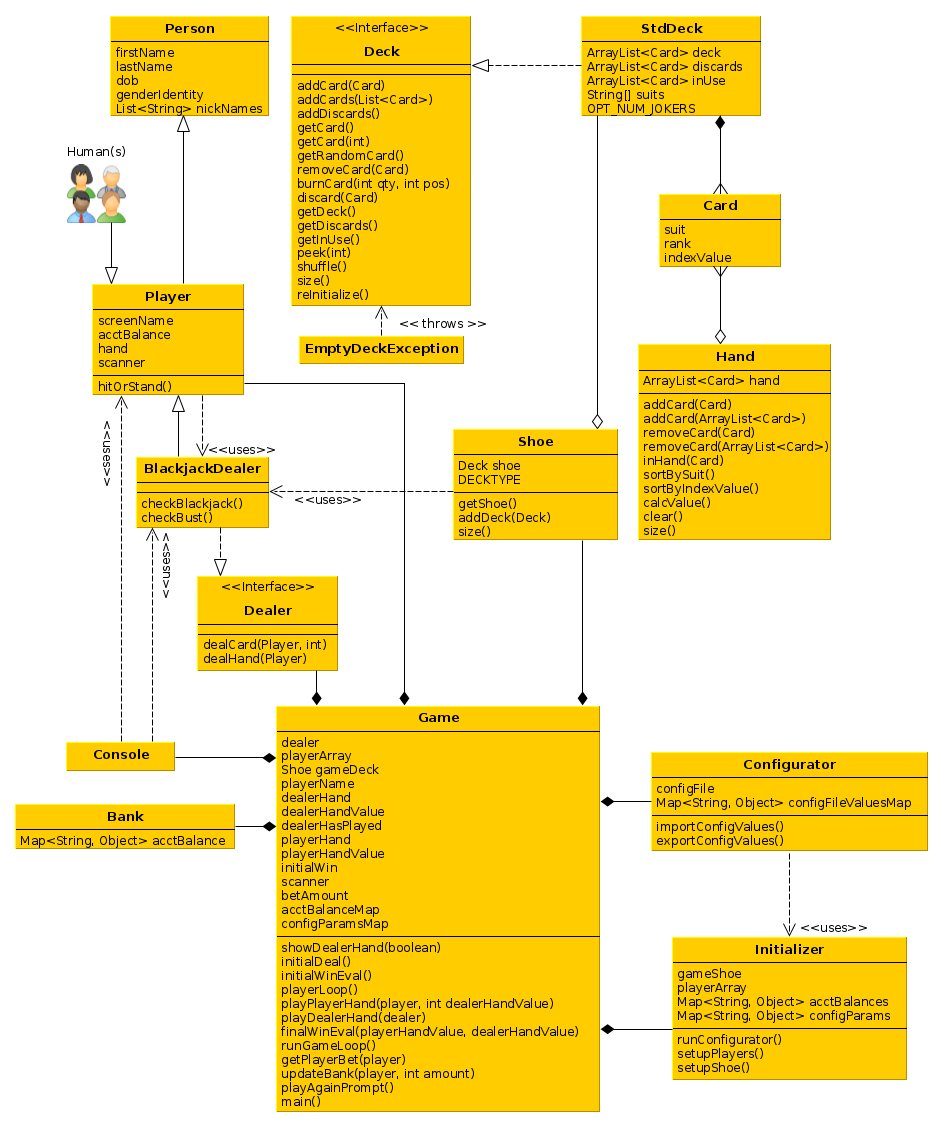 Person
firstName
lastName
dob
genderIdentity
List<String> nickNames
<<Interface>>
Deck
addCard(Card)
addCards(List<Card>)
addDiscards()
getCard()
getCard(int)
getRandomCard()
removeCard(Card)
burnCard(int qty, int pos)
discard(Card)
getDeck()
getDiscards()
getInUse()
peek(int)
shuffle()
size()
reInitialize()
StdDeck
ArrayList<Card> deck
ArrayList<Card> discards
ArrayList<Card> inUse
String[] suits
OPT_NUM_JOKERS
Human(s)
Card
suit
rank
indexValue
Player
screenName
acctBalance
hand
scanner
hitOrStand()
<< throws >>
EmptyDeckException
Hand
ArrayList<Card> hand
addCard(Card)
addCard(ArrayList<Card>)
removeCard(Card)
removeCard(ArrayList<Card>)
inHand(Card)
sortBySuit()
sortByIndexValue()
calcValue()
clear()
size()
<<uses>>
<<uses>>
BlackjackDealer
checkBlackjack()
checkBust()
<<uses>>
Shoe
Deck shoe
DECKTYPE
getShoe()
addDeck(Deck)
size()
<<uses>>
<<Interface>>
Dealer
dealCard(Player, int)
dealHand(Player)
Console
Bank
Map<String, Object> acctBalance
Game
dealer
playerArray
Shoe gameDeck
playerName
dealerHand
dealerHandValue
dealerHasPlayed
playerHand
playerHandValue
initialWin
scanner
betAmount
acctBalanceMap
configParamsMap
showDealerHand(boolean)
initialDeal()
initialWinEval()
playerLoop()
playPlayerHand(player, int dealerHandValue)
playDealerHand(dealer)
finalWinEval(playerHandValue, dealerHandValue)
runGameLoop()
getPlayerBet(player)
updateBank(player, int amount)
playAgainPrompt()
main()
Configurator
configFile
Map<String, Object> configFileValuesMap
importConfigValues()
exportConfigValues()
<<uses>>
Initializer
gameShoe
playerArray
Map<String, Object> acctBalances
Map<String, Object> configParams
runConfigurator()
setupPlayers()
setupShoe()